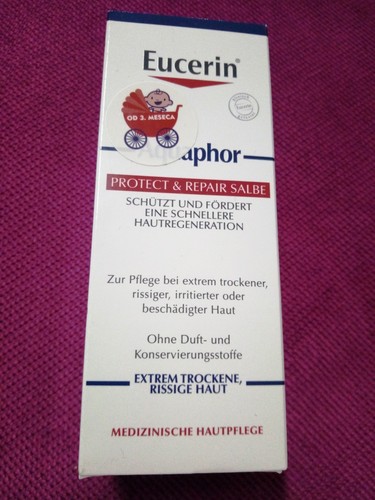 Eucerin®
OD 3. MESECA
Aquaphor
PROTECT & REPAIR SALBE
SCHÜTZT UND FÖRDERT
EINE SCHNELLERE
HAUTREGENERATION
Zur Pflege bei extrem trockener,
rissiger, irritierter oder
beschädigter Haut
Ohne Duft- und
Konservierungsstoffe
EXTREM TROCKENE,
RISSIGE HAUT
MEDIZINISCHE HAUTPFLEGE